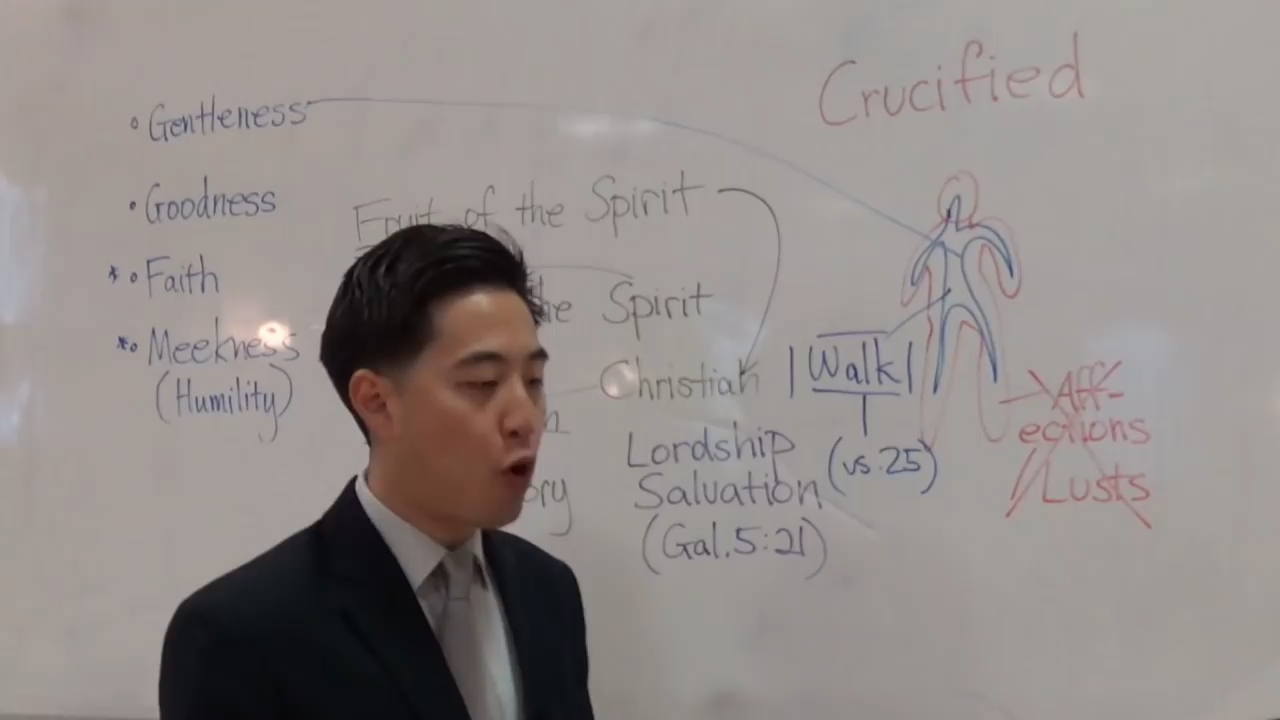 Crucified
Gentleness
Goodness
* Faith
* Meekness
(Humility)
Fruit of the Spirit
the Spirit
Christian
Lordship
Salvation
(Gal. 5:21)
Walk
(vs. 25)
Aff-
ections
Lusts